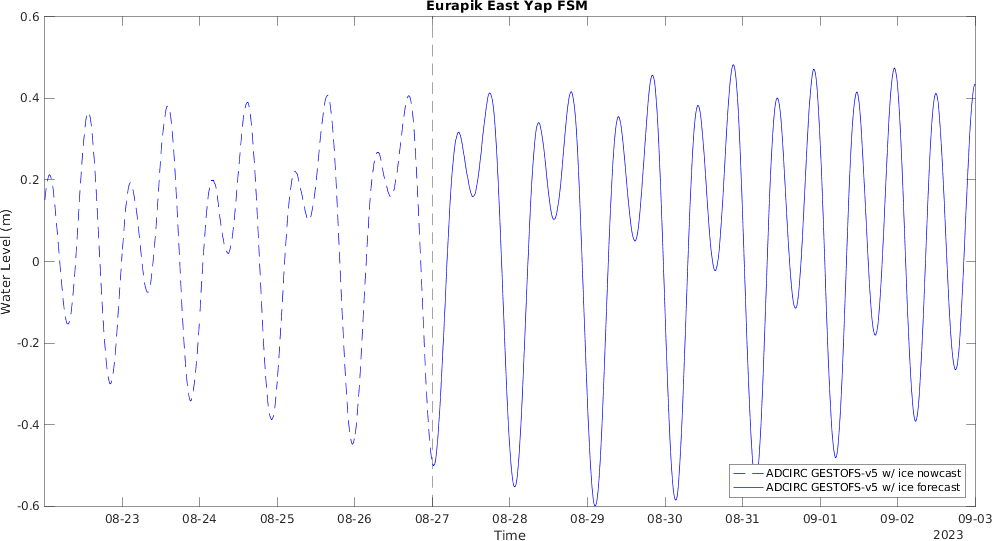 Eurapik East Yap FSM
0.6
0.4
0.2
0
-0.2
-0.4
-0.6
Water Level (m)
ADCIRC GESTOFS-v5 w/ ice nowcast
ADCIRC GESTOFS-v5 w/ ice forecast
08-23 08-24 08-25 08-26 08-27 08-28 08-29 08-30 08-31 09-01 09-02 09-03
Time
2023